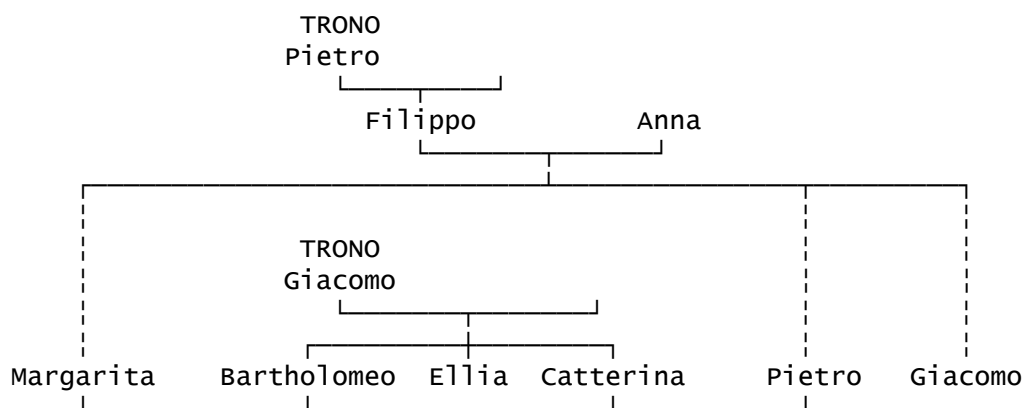 TRONO
Pietro
Filippo Anna
TRONO
Giacomo
Margarita Bartholomeo Ellia Catterina Pietro Giacomo